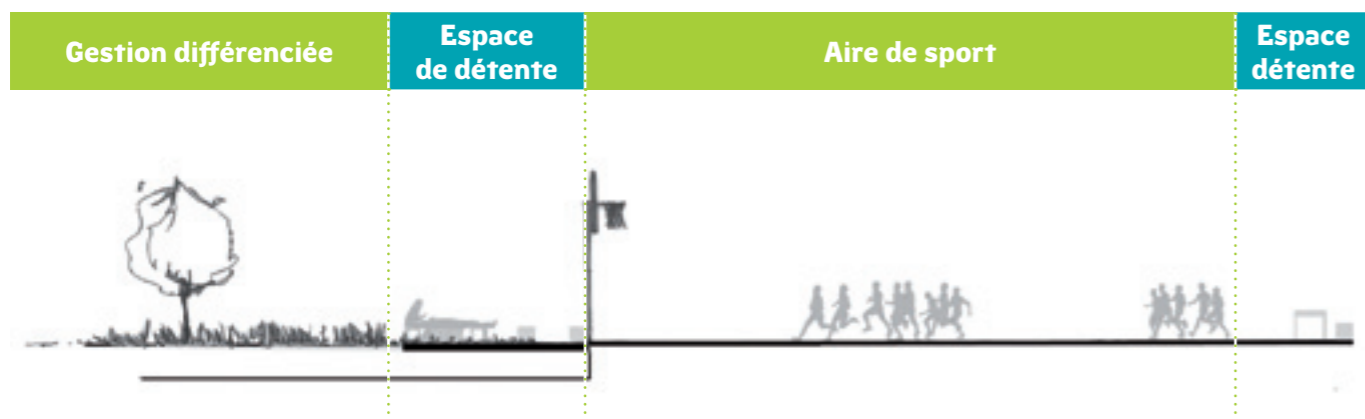 Gestion différenciée
Espace
de détente
Aire de sport
Espace
détente